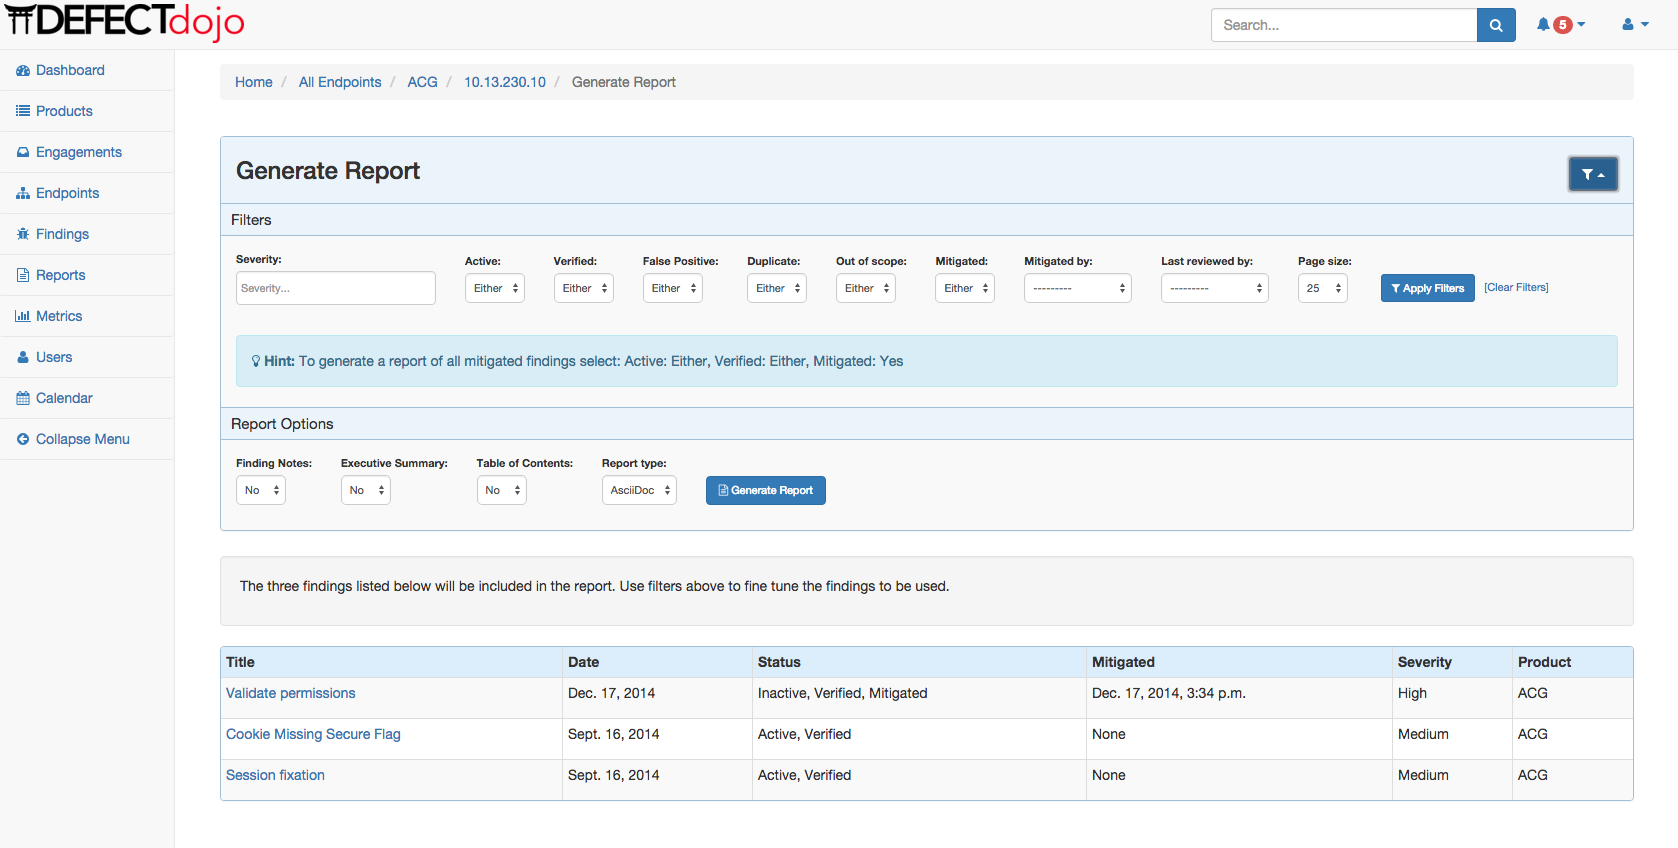 DEFECTdojo
Search...
5
Dashboard
Products
Engagements
Endpoints
Findings
Reports
Metrics
Users
Calendar
Collapse Menu
Home / All Endpoints / ACG / 10.13.230.10 / Generate Report
Generate Report
Filters
Severity: Active: Verified: False Positive: Duplicate: Out of scope: Mitigated: Mitigated by: Last reviewed by: Page size:
Severity... Either Either Either Either Either Either --------- --------- 25 Apply Filters [Clear Filters]
Hint: To generate a report of all mitigated findings select: Active: Either, Verified: Either, Mitigated: Yes
Report Options
Finding Notes: Executive Summary: Table of Contents: Report type:
No No No AsciiDoc Generate Report
The three findings listed below will be included in the report. Use filters above to fine tune the findings to be used.
Title Date Status Mitigated Severity Product
Validate permissions Dec. 17, 2014 Inactive, Verified, Mitigated Dec. 17, 2014, 3:34 p.m. High ACG
Cookie Missing Secure Flag Sept. 16, 2014 Active, Verified None Medium ACG
Session fixation Sept. 16, 2014 Active, Verified None Medium ACG